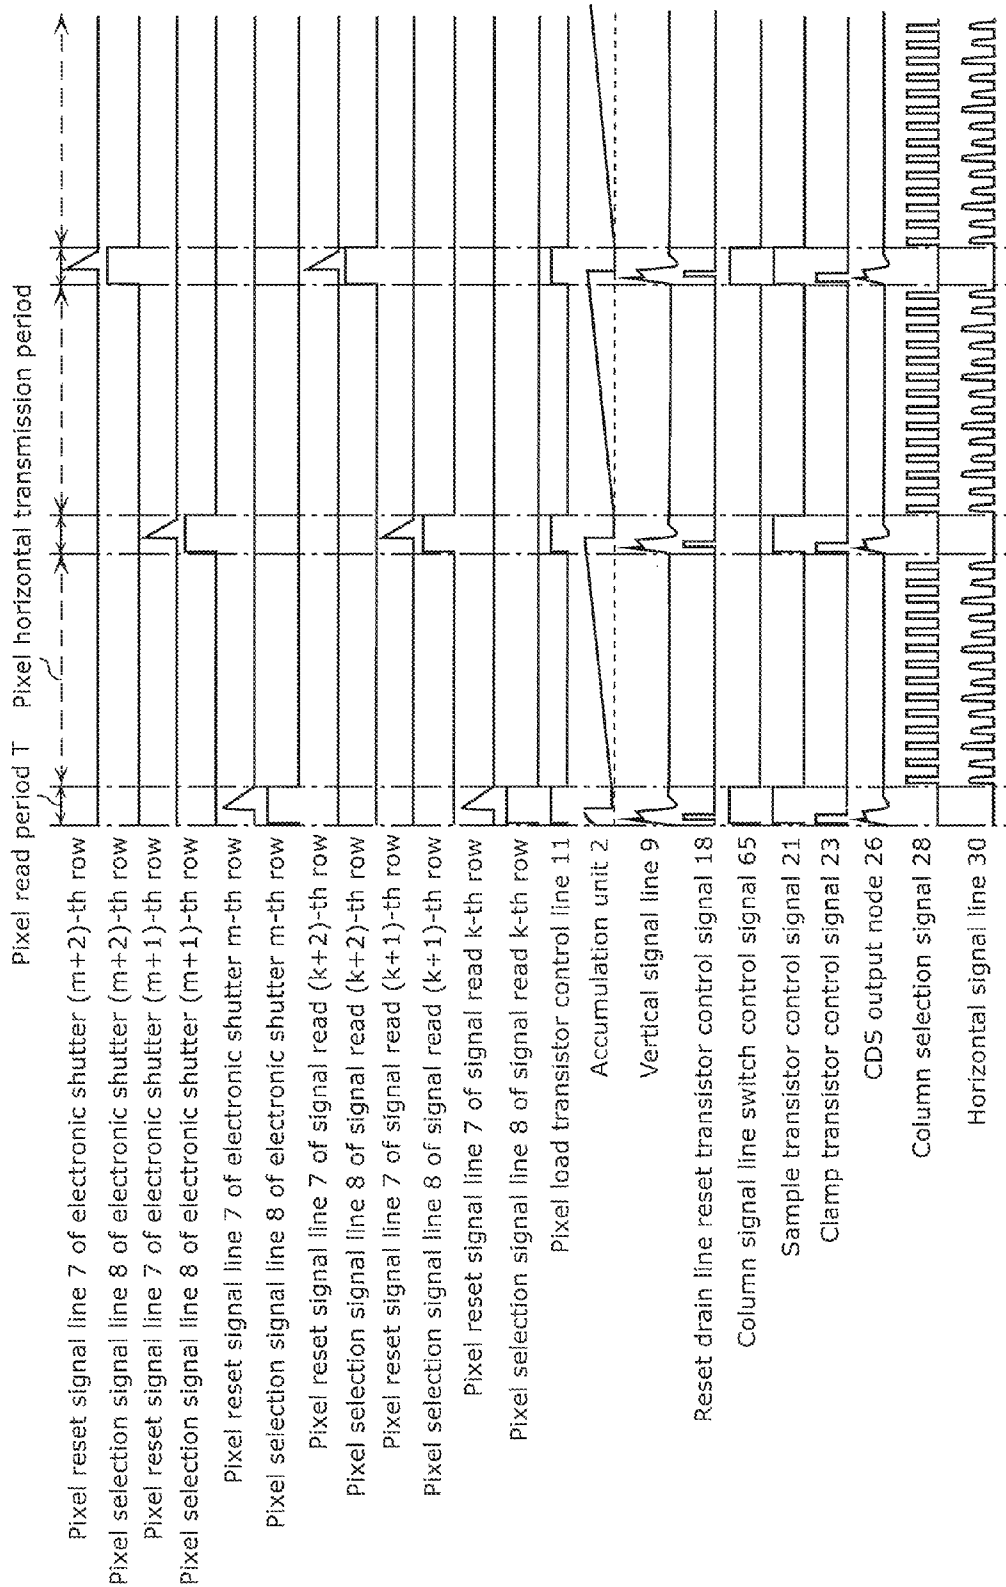 Pixel read period T
Pixel horizontal transmission period
Pixel reset signal line 7 of electronic shutter (m+2)-th row
Pixel selection signal line 8 of electronic shutter (m+2)-th row
Pixel reset signal line 7 of electronic shutter (m+1)-th row
Pixel selection signal line 8 of electronic shutter (m+1)-th row
Pixel reset signal line 7 of electronic shutter m-th row
Pixel selection signal line 8 of electronic shutter m-th row
Pixel reset signal line 7 of signal read (k+2)-th row
Pixel selection signal line 8 of signal read (k+2)-th row
Pixel reset signal line 7 of signal read (k+1)-th row
Pixel selection signal line 8 of signal read (k+1)-th row
Pixel reset signal line 7 of signal read k-th row
Pixel selection signal line 8 of signal read k-th row
Pixel load transistor control line 11
Accumulation unit 2
Vertical signal line 9
Reset drain line reset transistor control signal 18
Column signal line switch control signal 65
Sample transistor control signal 21
Clamp transistor control signal 23
CDS output node 26
Column selection signal 28
Horizontal signal line 30